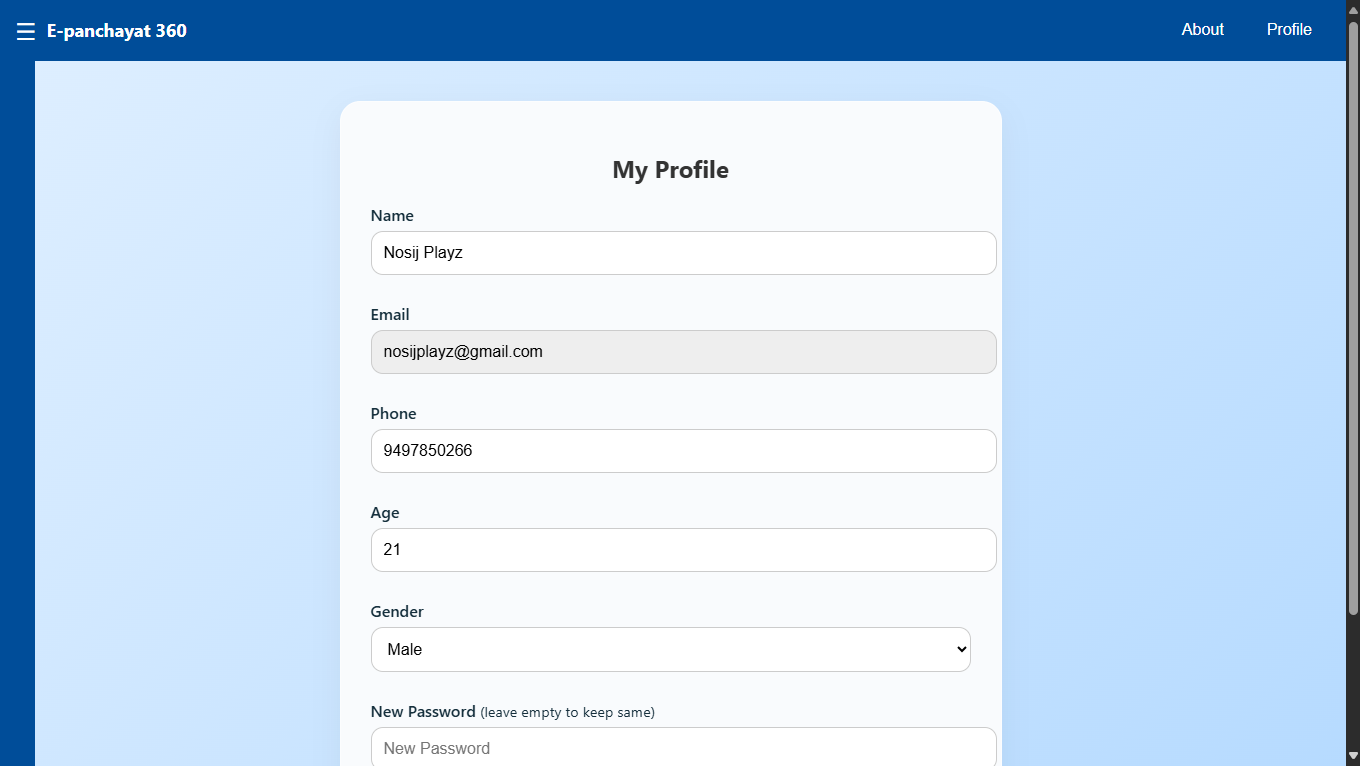 ☰ E-panchayat 360 About Profile
My Profile
Name
Nosij Playz
Email
nosijplayz@gmail.com
Phone
9497850266
Age
21
Gender
Male
New Password (leave empty to keep same)
New Password